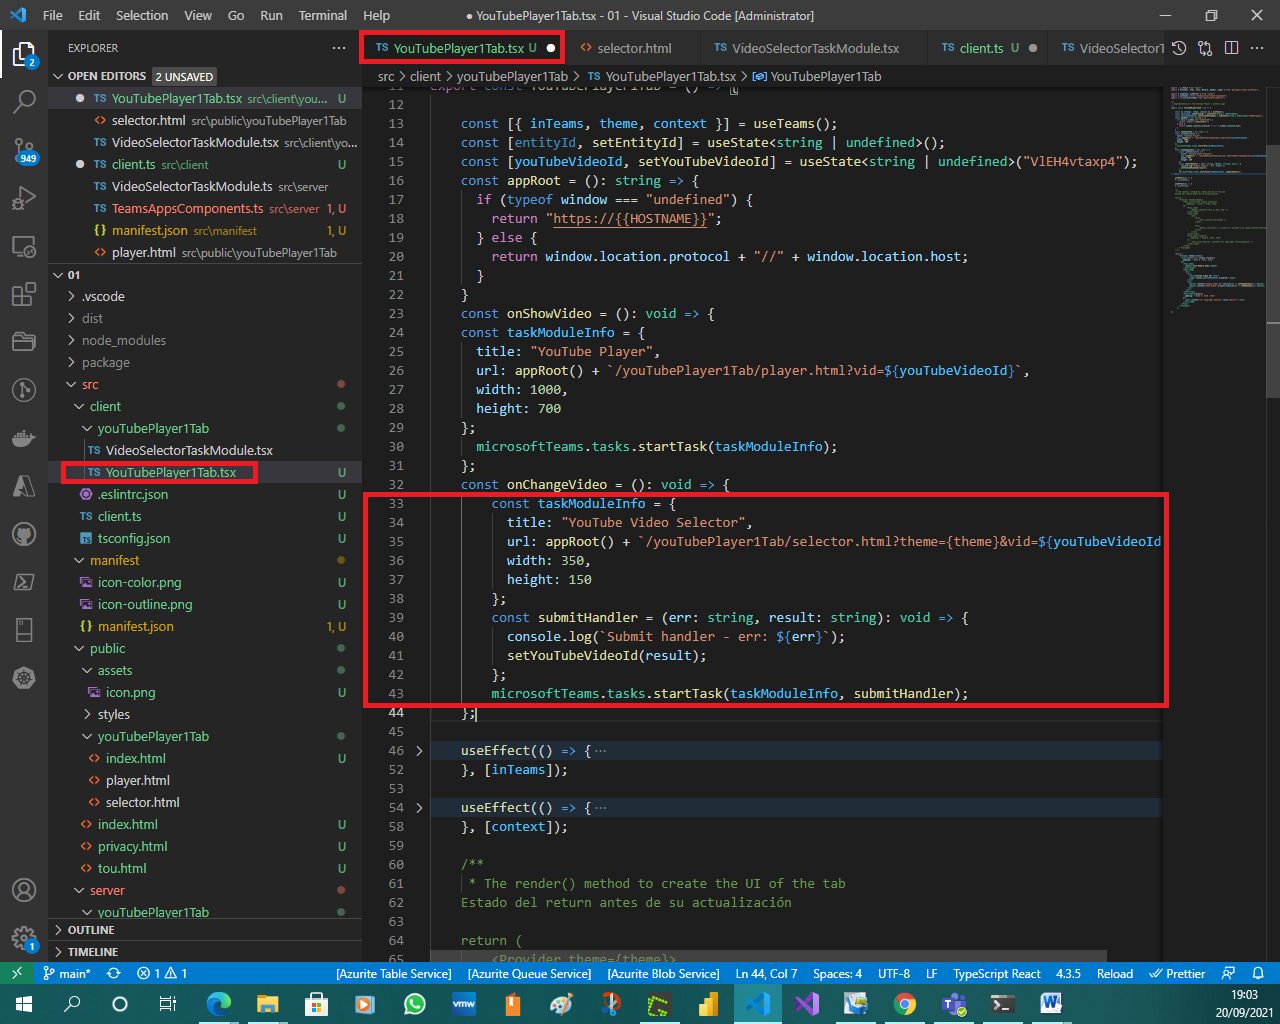 File Edit Selection View Go Run Terminal Help
● YouTubePlayer1Tab.tsx - 01 - Visual Studio Code [Administrator]
EXPLORER ···
OPEN EDITORS 2 UNSAVED
TS YouTubePlayer1Tab.tsx src\client\you... U
<> selector.html src\public\youTubePlayer1Tab
TS VideoSelectorTaskModule.tsx src\client\yo...
TS client.ts src\client U
TS VideoSelectorTaskModule.ts src\server
TS TeamsAppsComponents.ts src\server 1, U
{} manifest.json src\manifest 1, U
<> player.html src\public\youTubePlayer1Tab
01
.vscode
dist
node_modules
package
src
client
youTubePlayer1Tab
TS VideoSelectorTaskModule.tsx
TS YouTubePlayer1Tab.tsx U
.eslintrc.json U
TS client.ts U
tsconfig.json U
manifest
icon-color.png U
icon-outline.png U
{} manifest.json 1, U
public
assets
icon.png U
styles
youTubePlayer1Tab
<> index.html U
<> player.html
<> selector.html
<> index.html U
<> privacy.html U
<> tou.html U
server
youTubePlayer1Tab
OUTLINE
TIMELINE
2
949
1
TS YouTubePlayer1Tab.tsx U ●
<> selector.html
TS VideoSelectorTaskModule.tsx
TS client.ts U ●
TS VideoSelectorT
src > client > youTubePlayer1Tab > TS YouTubePlayer1Tab.tsx > YouTubePlayer1Tab
11 export const YouTubePlayer1Tab = () => {
12
13 const [{ inTeams, theme, context }] = useTeams();
14 const [entityId, setEntityId] = useState<string | undefined>();
15 const [youTubeVideoId, setYouTubeVideoId] = useState<string | undefined>("VlEH4vtaxp4");
16 const appRoot = (): string => {
17 if (typeof window === "undefined") {
18 return "https://{{HOSTNAME}}";
19 } else {
20 return window.location.protocol + "//" + window.location.host;
21 }
22 }
23 const onShowVideo = (): void => {
24 const taskModuleInfo = {
25 title: "YouTube Player",
26 url: appRoot() + `/youTubePlayer1Tab/player.html?vid=${youTubeVideoId}`,
27 width: 1000,
28 height: 700
29 };
30 microsoftTeams.tasks.startTask(taskModuleInfo);
31 };
32 const onChangeVideo = (): void => {
33 const taskModuleInfo = {
34 title: "YouTube Video Selector",
35 url: appRoot() + `/youTubePlayer1Tab/selector.html?theme={theme}&vid=${youTubeVideoId
36 width: 350,
37 height: 150
38 };
39 const submitHandler = (err: string, result: string): void => {
40 console.log(`Submit handler - err: ${err}`);
41 setYouTubeVideoId(result);
42 };
43 microsoftTeams.tasks.startTask(taskModuleInfo, submitHandler);
44 };
45
46 useEffect(() => { ···
52 }, [inTeams]);
53
54 useEffect(() => { ···
58 }, [context]);
59
60 /**
61 * The render() method to create the UI of the tab
62 Estado del return antes de su actualización
63
64 return (
65 <Provider theme={theme}>
main* 1 1 [Azurite Table Service] [Azurite Queue Service] [Azurite Blob Service] Ln 44, Col 7 Spaces: 4 UTF-8 LF TypeScript React 4.3.5 Reload Prettier
vmw
19:03
20/09/2021